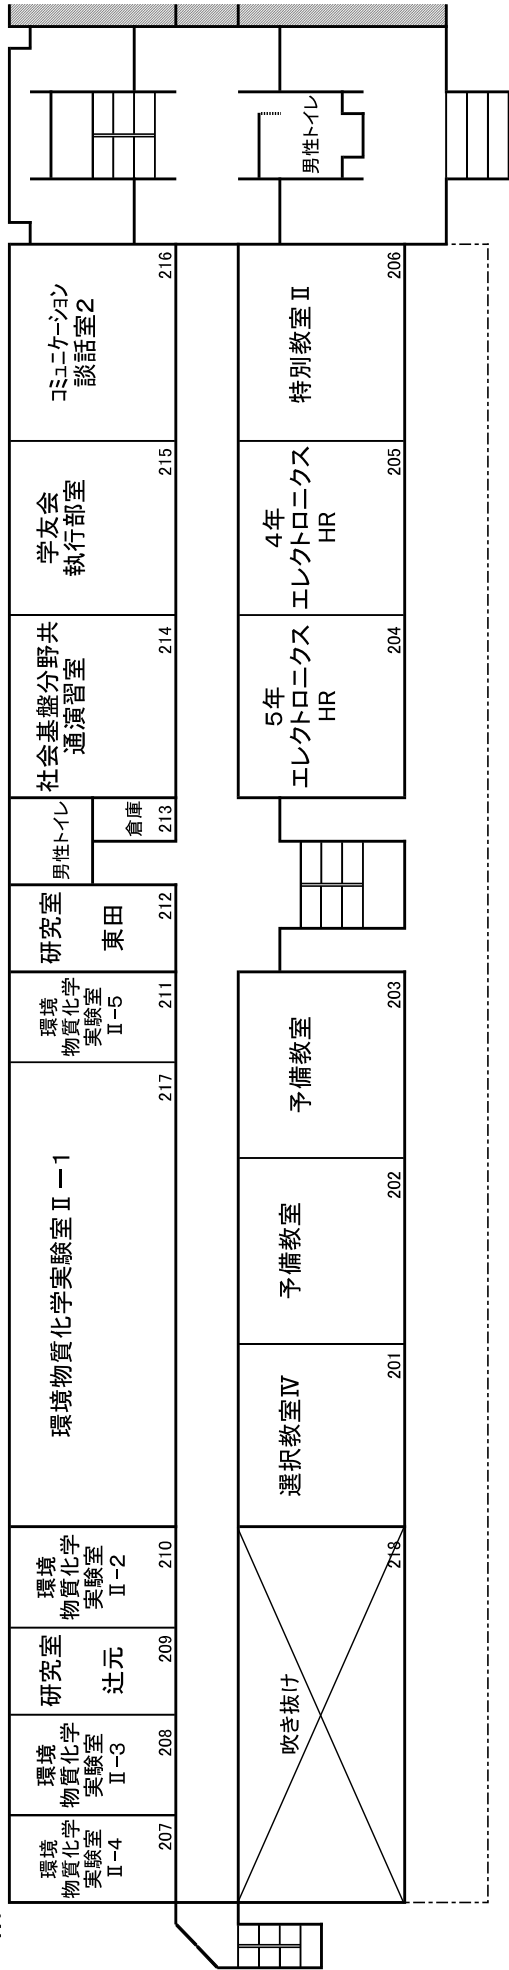 男性トイレ
コミュニケーション
談話室2
216
学友会
執行部室
215
社会基盤分野共
通演習室
214
男性トイレ
倉庫
213
研究室
東田
212
環境
物質化学
実験室
Ⅱ-5
211
環境物質化学実験室Ⅱ－1
217
環境
物質化学
実験室
Ⅱ-2
210
研究室
辻元
209
環境
物質化学
実験室
Ⅱ-3
208
環境
物質化学
実験室
Ⅱ-4
207
特別教室Ⅱ
206
4年
エレクトロニクス
HR
205
5年
エレクトロニクス
HR
204
予備教室
203
予備教室
202
選択教室Ⅳ
201
吹き抜け
218